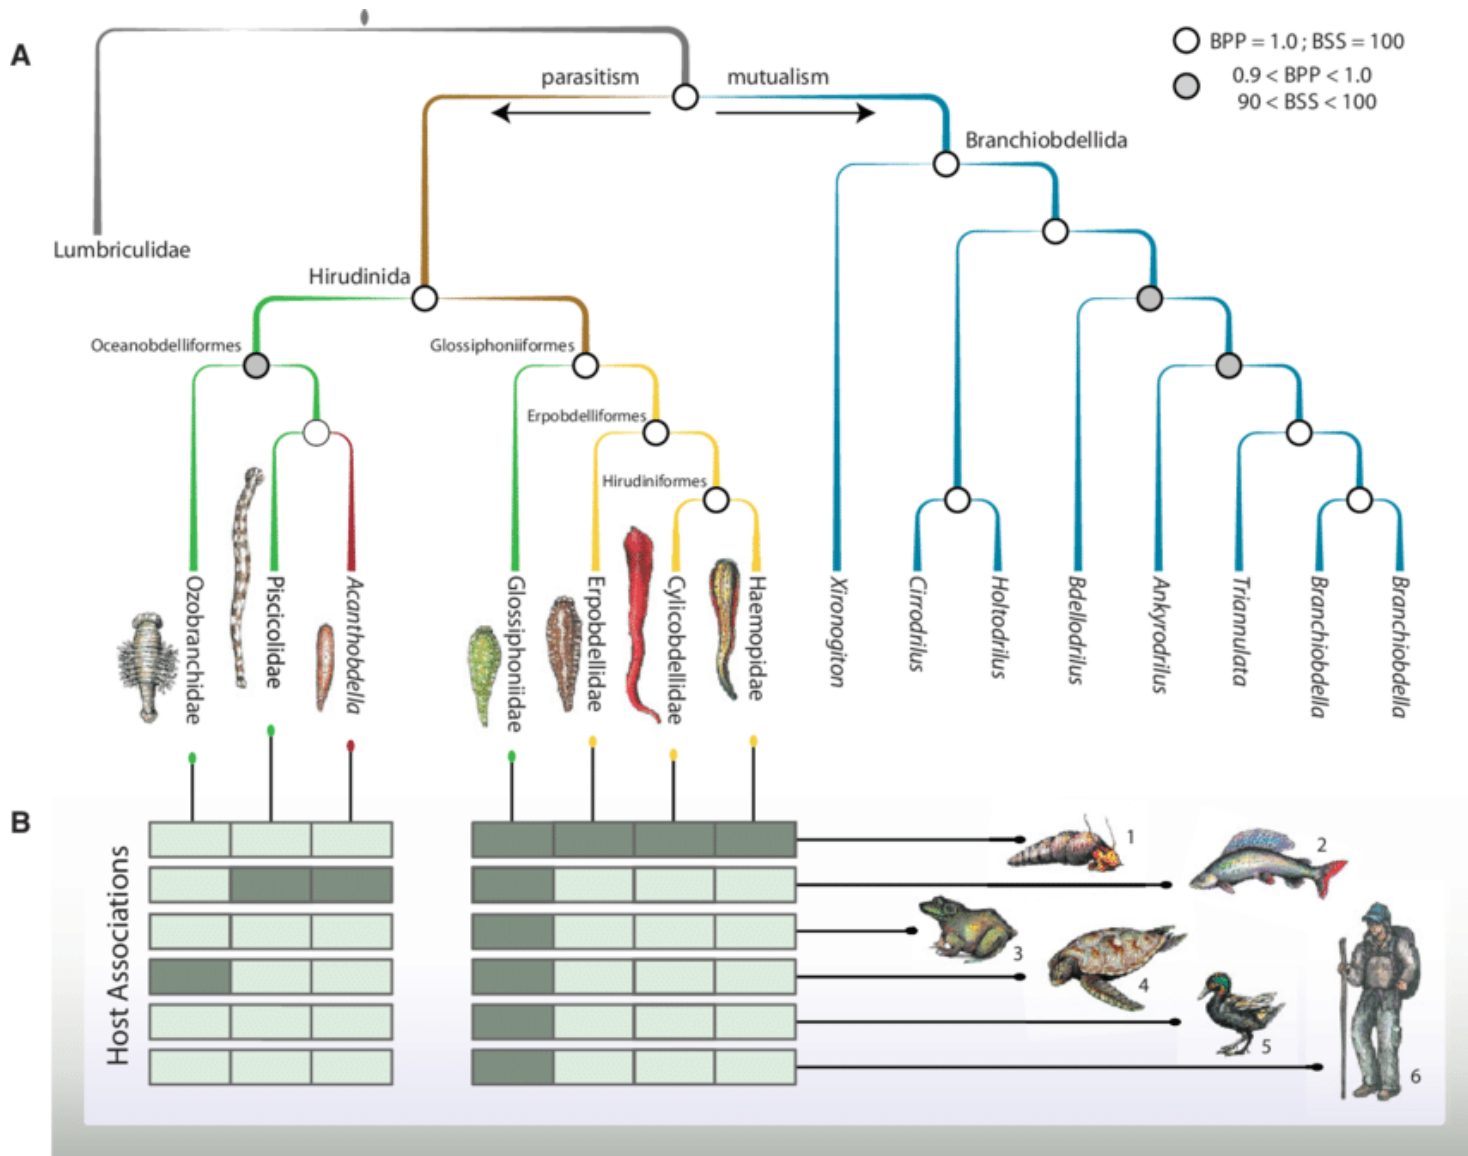 A
parasitism
mutualism
BPP = 1.0 ; BSS = 100
0.9 < BPP < 1.0
90 < BSS < 100
Branchiobdellida
Lumbriculidae
Hirudinida
Oceanobdelliformes
Glossiphoniiformes
Erpobdelliformes
Hirudiniformes
Ozobranchidae
Piscicolidae
Acanthobdella
Glossiphoniidae
Erpobdellidae
Cylicobdellidae
Haemopidae
Xironogiton
Cirrodrilus
Holtodrilus
Bdellodrilus
Ankyrodrilus
Triannulata
Branchiobdella
Branchiobdella
B
Host Associations
1
2
3
4
5
6